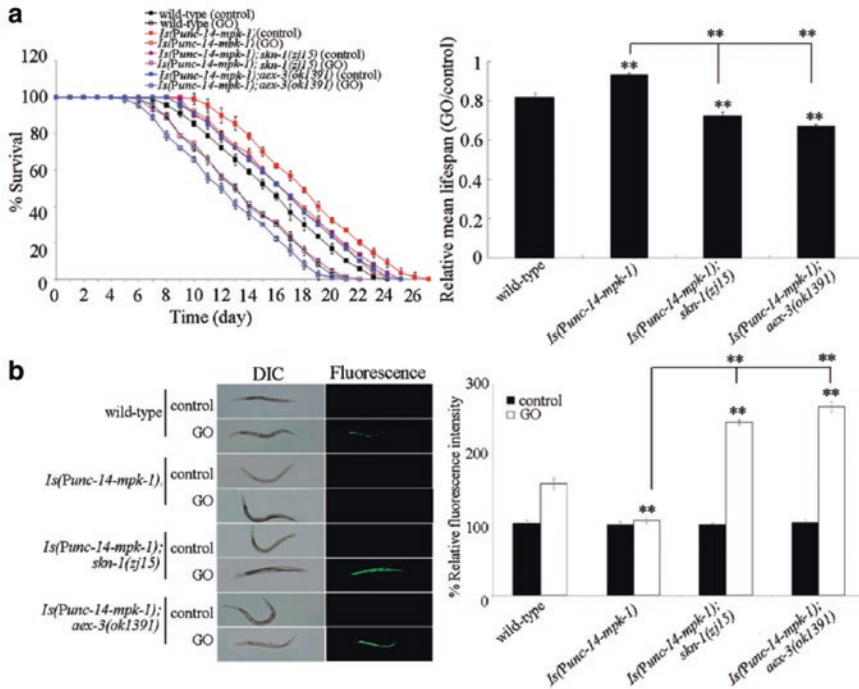 a
wild-type (control)
wild-type (GO)
Is(Punc-14-mpk-1) (control)
Is(Punc-14-mpk-1) (GO)
Is(Punc-14-mpk-1);skn-1(zj15) (control)
Is(Punc-14-mpk-1);skn-1(zj15) (GO)
Is(Punc-14-mpk-1);aex-3(ok1391) (control)
Is(Punc-14-mpk-1);aex-3(ok1391) (GO)
% Survival
120
100
80
60
40
20
0
0 2 4 6 8 10 12 14 16 18 20 22 24 26
Time (day)
Relative mean lifespan (GO/control)
1
0.8
0.6
0.4
0.2
0
** **
**
**
**
wild-type
Is(Punc-14-mpk-1)
Is(Punc-14-mpk-1);
skn-1(zj15)
Is(Punc-14-mpk-1);
aex-3(ok1391)
b
DIC Fluorescence
wild-type
control
GO
Is(Punc-14-mpk-1),
control
GO
Is(Punc-14-mpk-1);
skn-1(zj15)
control
GO
Is(Punc-14-mpk-1);
aex-3(ok1391)
control
GO
% Relative fluorescence intensity
300
200
100
0
control
GO
** **
**
**
**
wild-type
Is(Punc-14-mpk-1)
Is(Punc-14-mpk-1);
skn-1(zj15)
Is(Punc-14-mpk-1);
aex-3(ok1391)